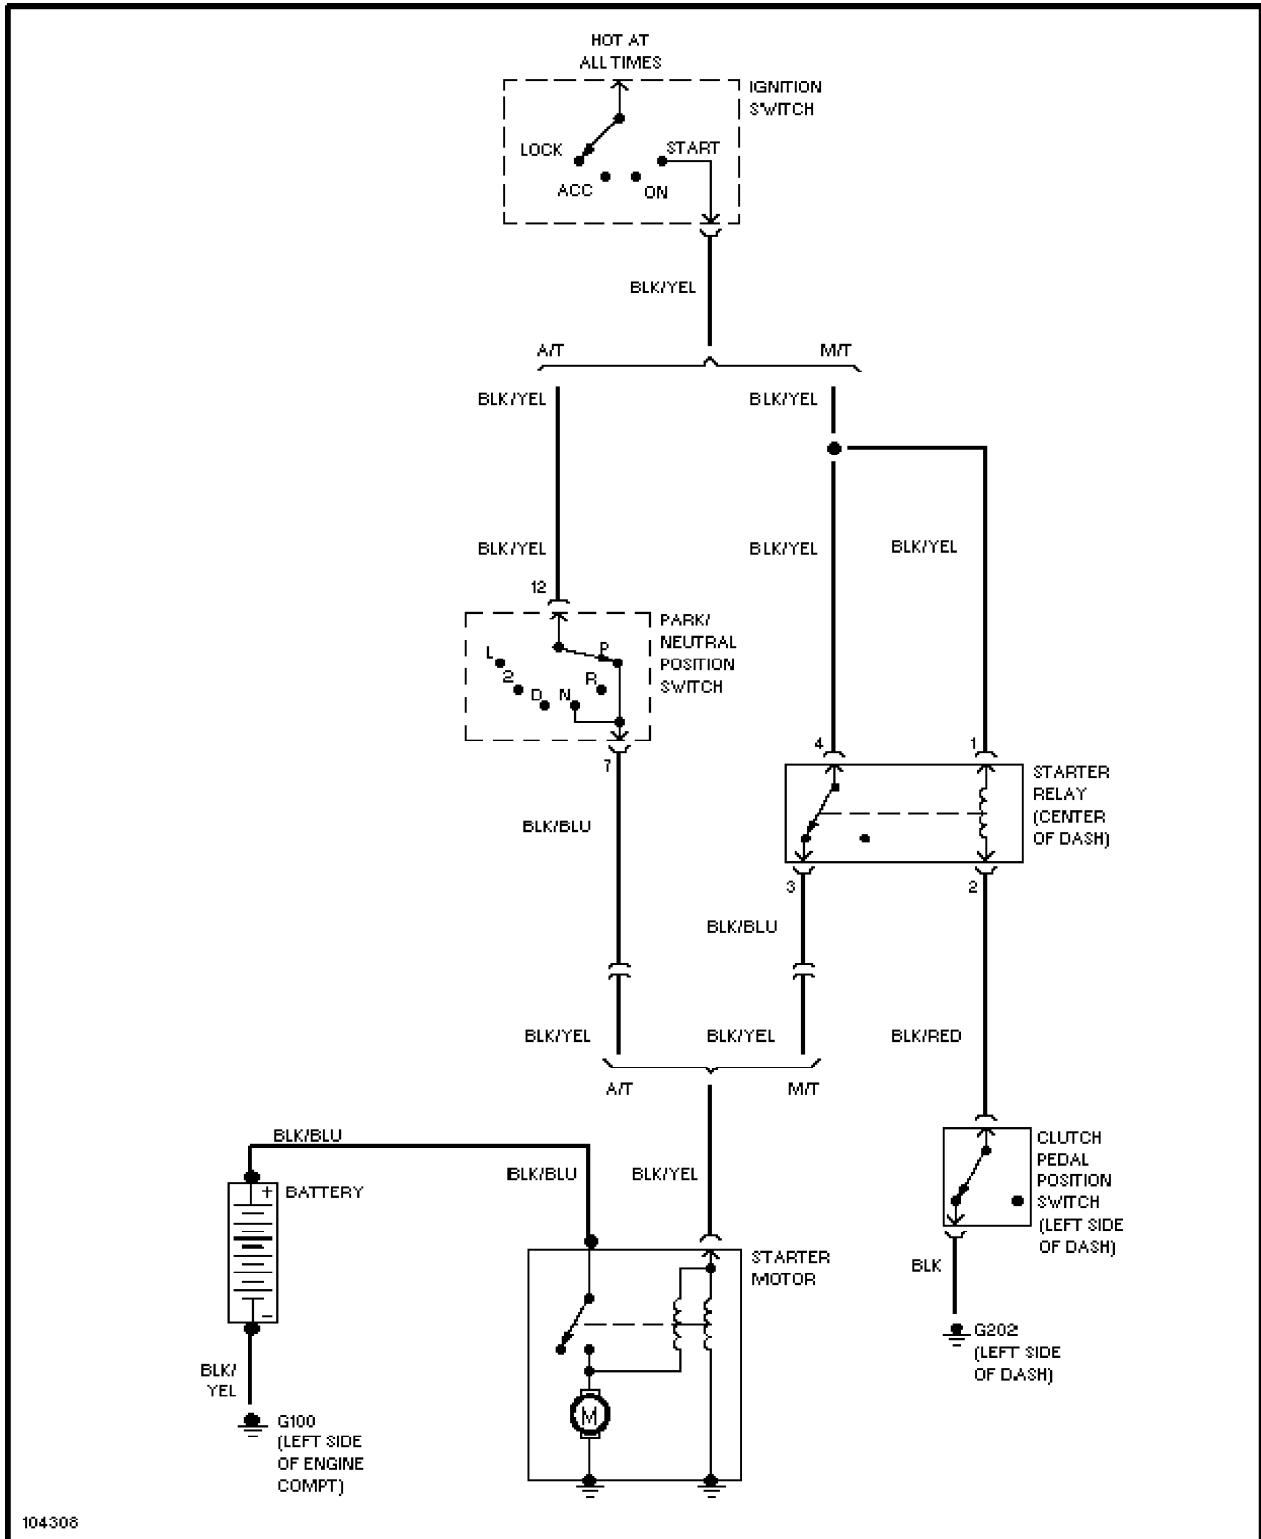 HOT AT
ALL TIMES
IGNITION
SWITCH
LOCK
START
ACC
ON
BLK/YEL
A/T
M/T
BLK/YEL
BLK/YEL
BLK/YEL
BLK/YEL
BLK/YEL
12
PARK/
NEUTRAL
POSITION
SWITCH
L
2
D
N
R
P
7
4
1
STARTER
RELAY
(CENTER
OF DASH)
BLK/BLU
3
2
BLK/BLU
BLK/YEL
BLK/YEL
BLK/RED
A/T
M/T
BLK/BLU
BLK/BLU
BLK/YEL
+
BATTERY
-
CLUTCH
PEDAL
POSITION
SWITCH
(LEFT SIDE
OF DASH)
STARTER
MOTOR
BLK
G202
(LEFT SIDE
OF DASH)
BLK/
YEL
M
G100
(LEFT SIDE
OF ENGINE
COMPT)
104308